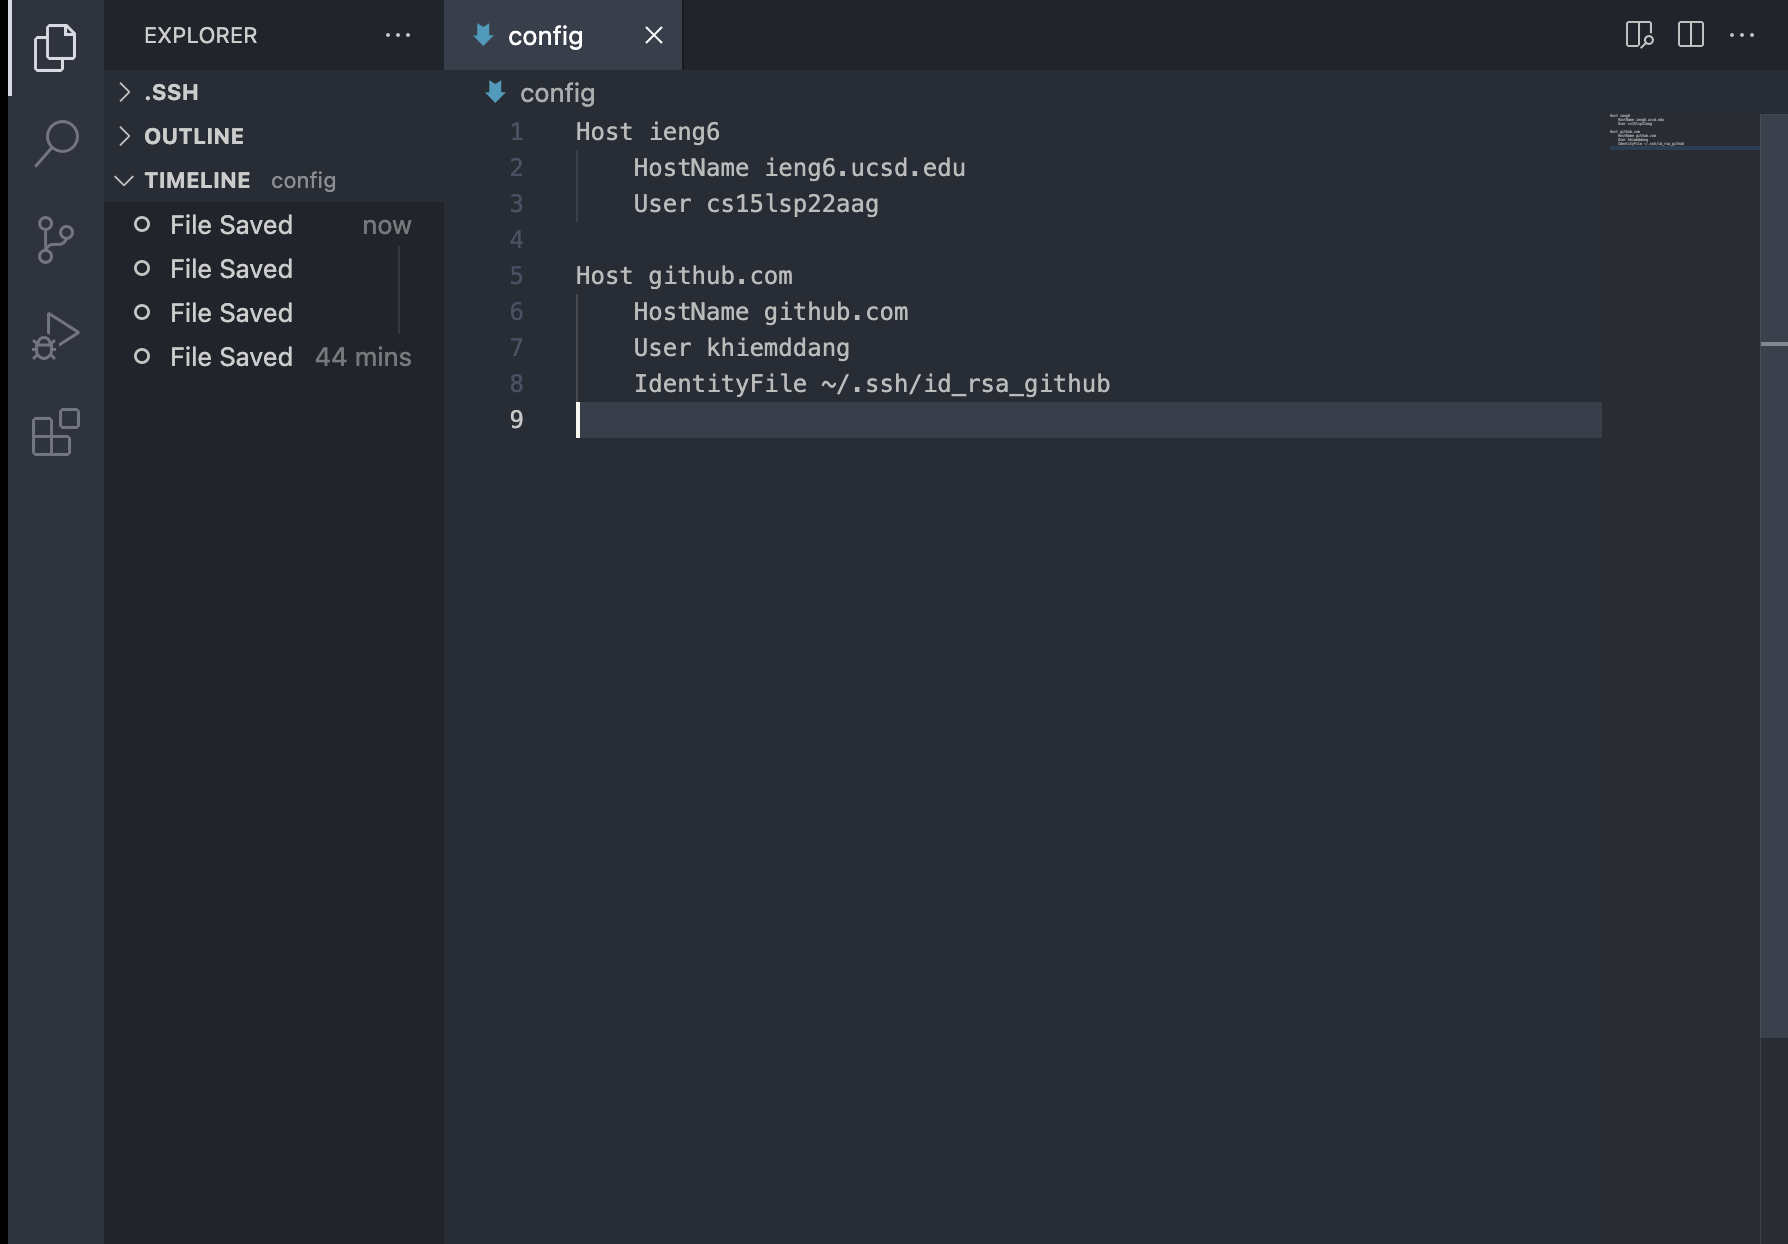 EXPLORER
config
.SSH
OUTLINE
TIMELINE config
File Saved now
File Saved
File Saved
File Saved 44 mins
config
1 Host ieng6
2 HostName ieng6.ucsd.edu
3 User cs15lsp22aag
4
5 Host github.com
6 HostName github.com
7 User khiemddang
8 IdentityFile ~/.ssh/id_rsa_github
9